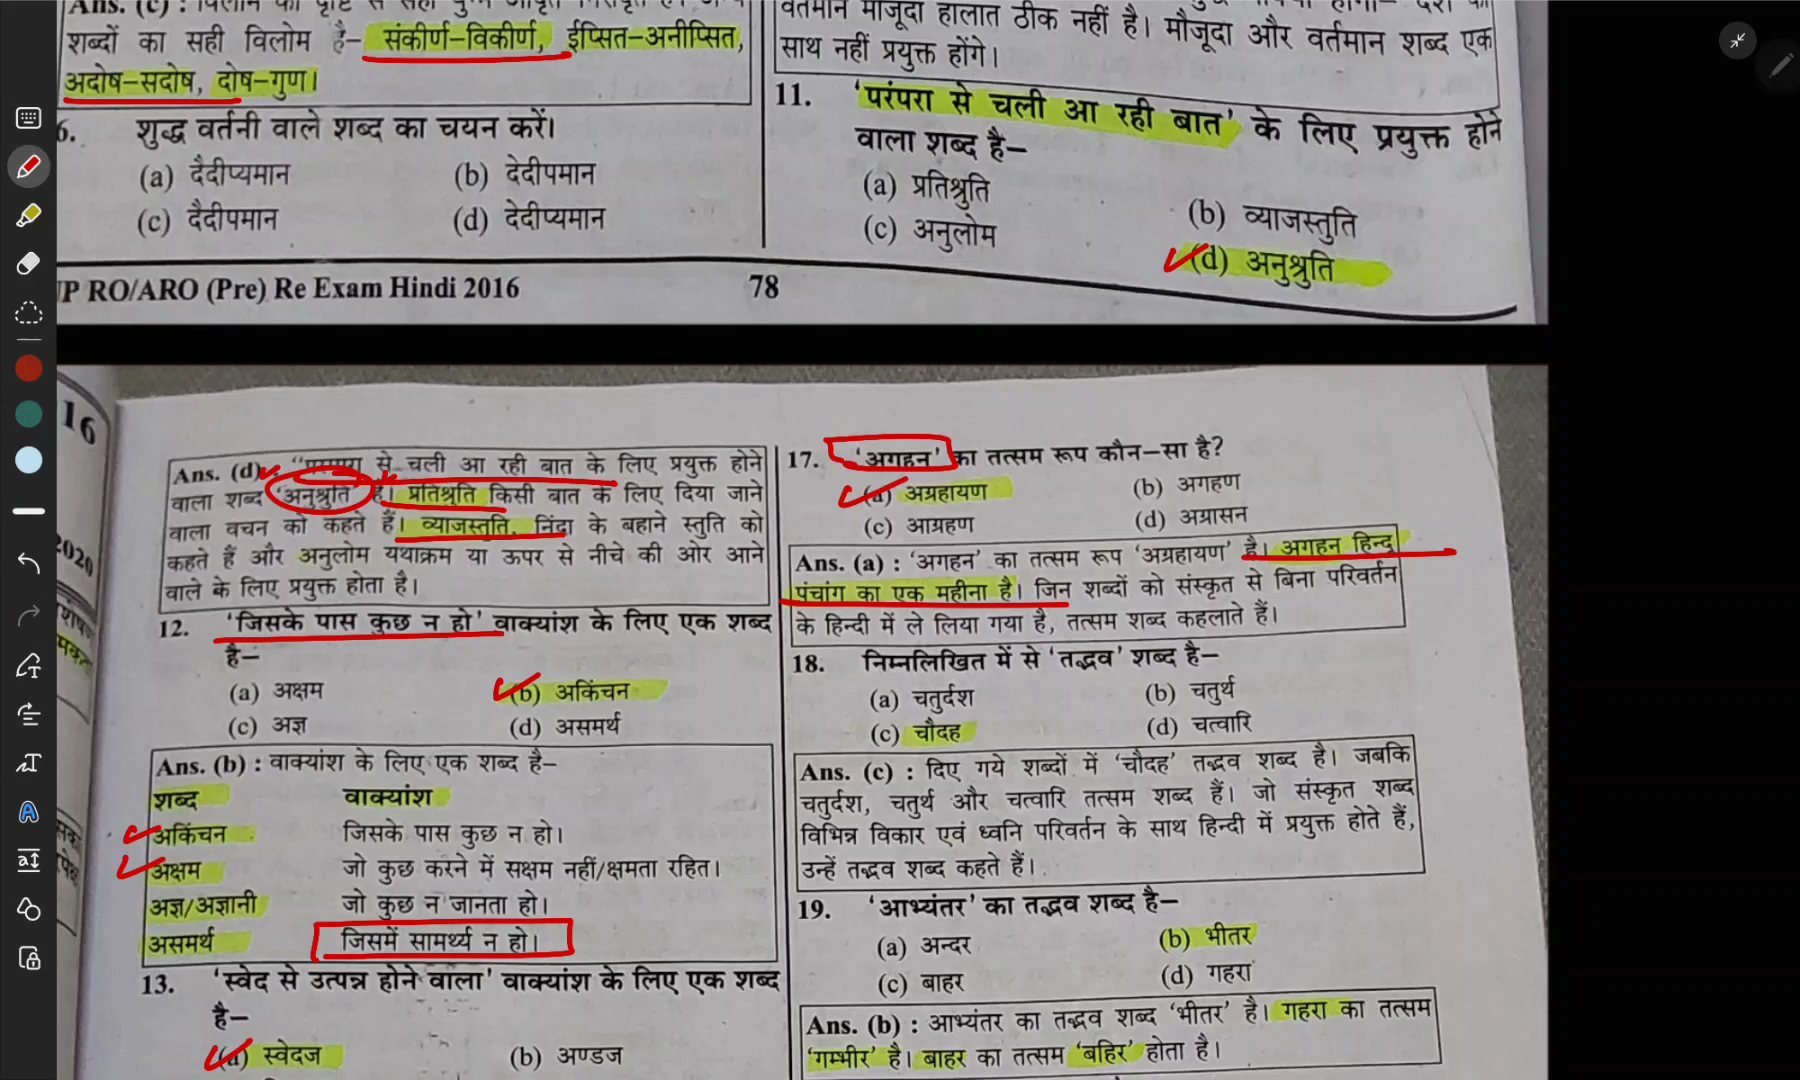 शब्दों का सही विलोम है– संकीर्ण–विकीर्ण, ईप्सित–अनीप्सित,
अदोष–सदोष, दोष–गुण।
6. शुद्ध वर्तनी वाले शब्द का चयन करें।
(a) दैदीप्यमान (b) देदीपमान
(c) दैदीपमान (d) देदीप्यमान
वर्तमान मौजूदा हालात ठीक नहीं है। मौजूदा और वर्तमान शब्द एक
साथ नहीं प्रयुक्त होंगे।
11. 'परंपरा से चली आ रही बात' के लिए प्रयुक्त होने
वाला शब्द है–
(a) प्रतिश्रुति (b) व्याजस्तुति
(c) अनुलोम (d) अनुश्रुति
UP RO/ARO (Pre) Re Exam Hindi 2016 78
16
2020
Ans. (d) : "परम्परा से चली आ रही बात के लिए प्रयुक्त होने
वाला शब्द 'अनुश्रुति' है। प्रतिश्रुति किसी बात के लिए दिया जाने
वाला वचन को कहते हैं। व्याजस्तुति, निंदा के बहाने स्तुति को
कहते हैं और अनुलोम यथाक्रम या ऊपर से नीचे की ओर आने
वाले के लिए प्रयुक्त होता है।
12. 'जिसके पास कुछ न हो' वाक्यांश के लिए एक शब्द
है–
(a) अक्षम (b) अकिंचन
(c) अज्ञ (d) असमर्थ
Ans. (b) : वाक्यांश के लिए एक शब्द है–
शब्द वाक्यांश
अकिंचन जिसके पास कुछ न हो।
अक्षम जो कुछ करने में सक्षम नहीं/क्षमता रहित।
अज्ञ/अज्ञानी जो कुछ न जानता हो।
असमर्थ जिसमें सामर्थ्य न हो।
13. 'स्वेद से उत्पन्न होने वाला' वाक्यांश के लिए एक शब्द
है–
(a) स्वेदज (b) अण्डज
17. 'अगहन' का तत्सम रूप कौन–सा है?
(a) अग्रहायण (b) अगहण
(c) आग्रहण (d) अग्रासन
Ans. (a) : 'अगहन' का तत्सम रूप 'अग्रहायण' है। अगहन हिन्दू
पंचांग का एक महीना है। जिन शब्दों को संस्कृत से बिना परिवर्तन
के हिन्दी में ले लिया गया है, तत्सम शब्द कहलाते हैं।
18. निम्नलिखित में से 'तद्भव' शब्द है–
(a) चतुर्दश (b) चतुर्थ
(c) चौदह (d) चत्वारि
Ans. (c) : दिए गये शब्दों में 'चौदह' तद्भव शब्द है। जबकि
चतुर्दश, चतुर्थ और चत्वारि तत्सम शब्द हैं। जो संस्कृत शब्द
विभिन्न विकार एवं ध्वनि परिवर्तन के साथ हिन्दी में प्रयुक्त होते हैं,
उन्हें तद्भव शब्द कहते हैं।
19. 'आभ्यंतर' का तद्भव शब्द है–
(a) अन्दर (b) भीतर
(c) बाहर (d) गहरा
Ans. (b) : आभ्यंतर का तद्भव शब्द 'भीतर' है। गहरा का तत्सम
'गम्भीर' है। बाहर का तत्सम 'बहिर' होता है।